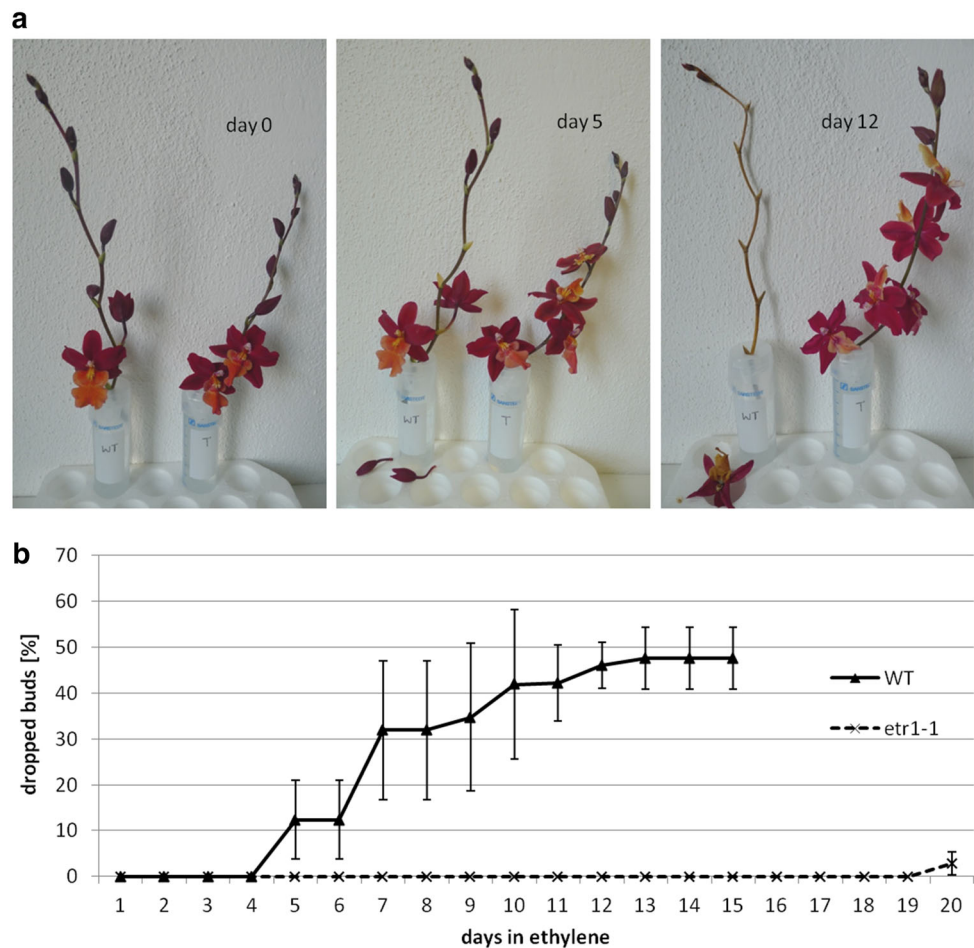 a
day 0
day 5
day 12
WT
T
WT
T
WT
T
b
dropped buds [%]
70
60
50
40
30
20
10
0
1 2 3 4 5 6 7 8 9 10 11 12 13 14 15 16 17 18 19 20
days in ethylene
WT
etr1-1